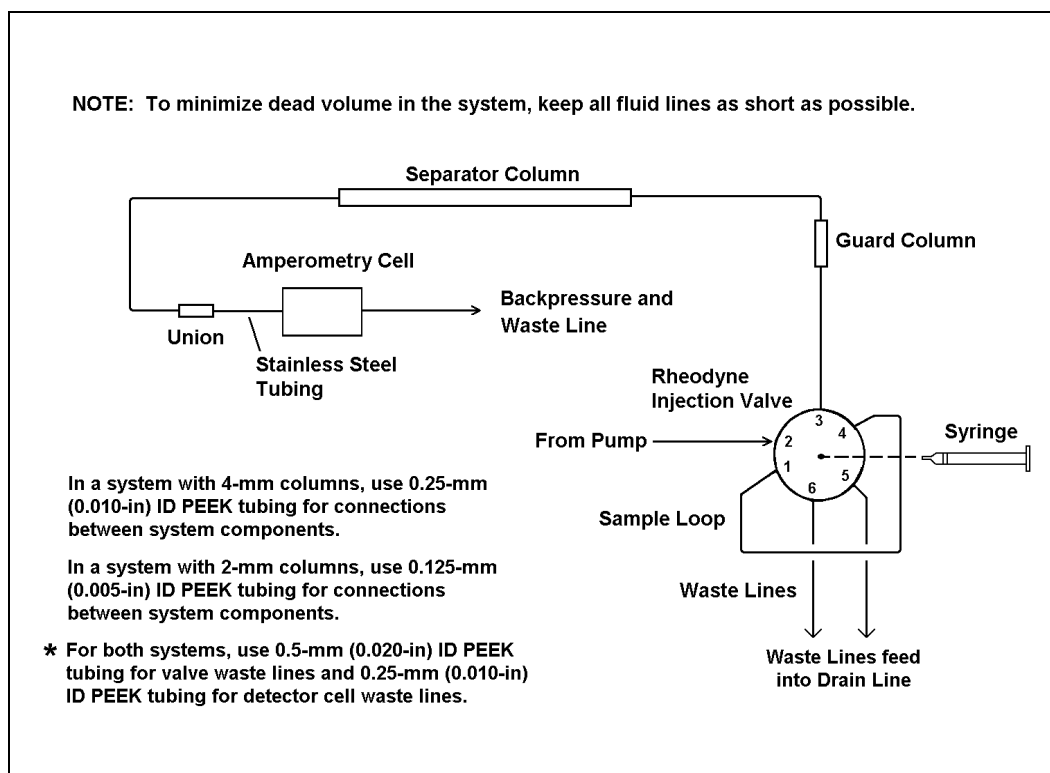 NOTE: To minimize dead volume in the system, keep all fluid lines as short as possible.
Separator Column
Guard Column
Amperometry Cell
Backpressure and
Waste Line
Union
Stainless Steel
Tubing
Rheodyne
Injection Valve
3
4
2
From Pump
1
5
6
Syringe
Sample Loop
In a system with 4-mm columns, use 0.25-mm
(0.010-in) ID PEEK tubing for connections
between system components.
In a system with 2-mm columns, use 0.125-mm
(0.005-in) ID PEEK tubing for connections
between system components.
Waste Lines
* For both systems, use 0.5-mm (0.020-in) ID PEEK
tubing for valve waste lines and 0.25-mm (0.010-in)
ID PEEK tubing for detector cell waste lines.
Waste Lines feed
into Drain Line